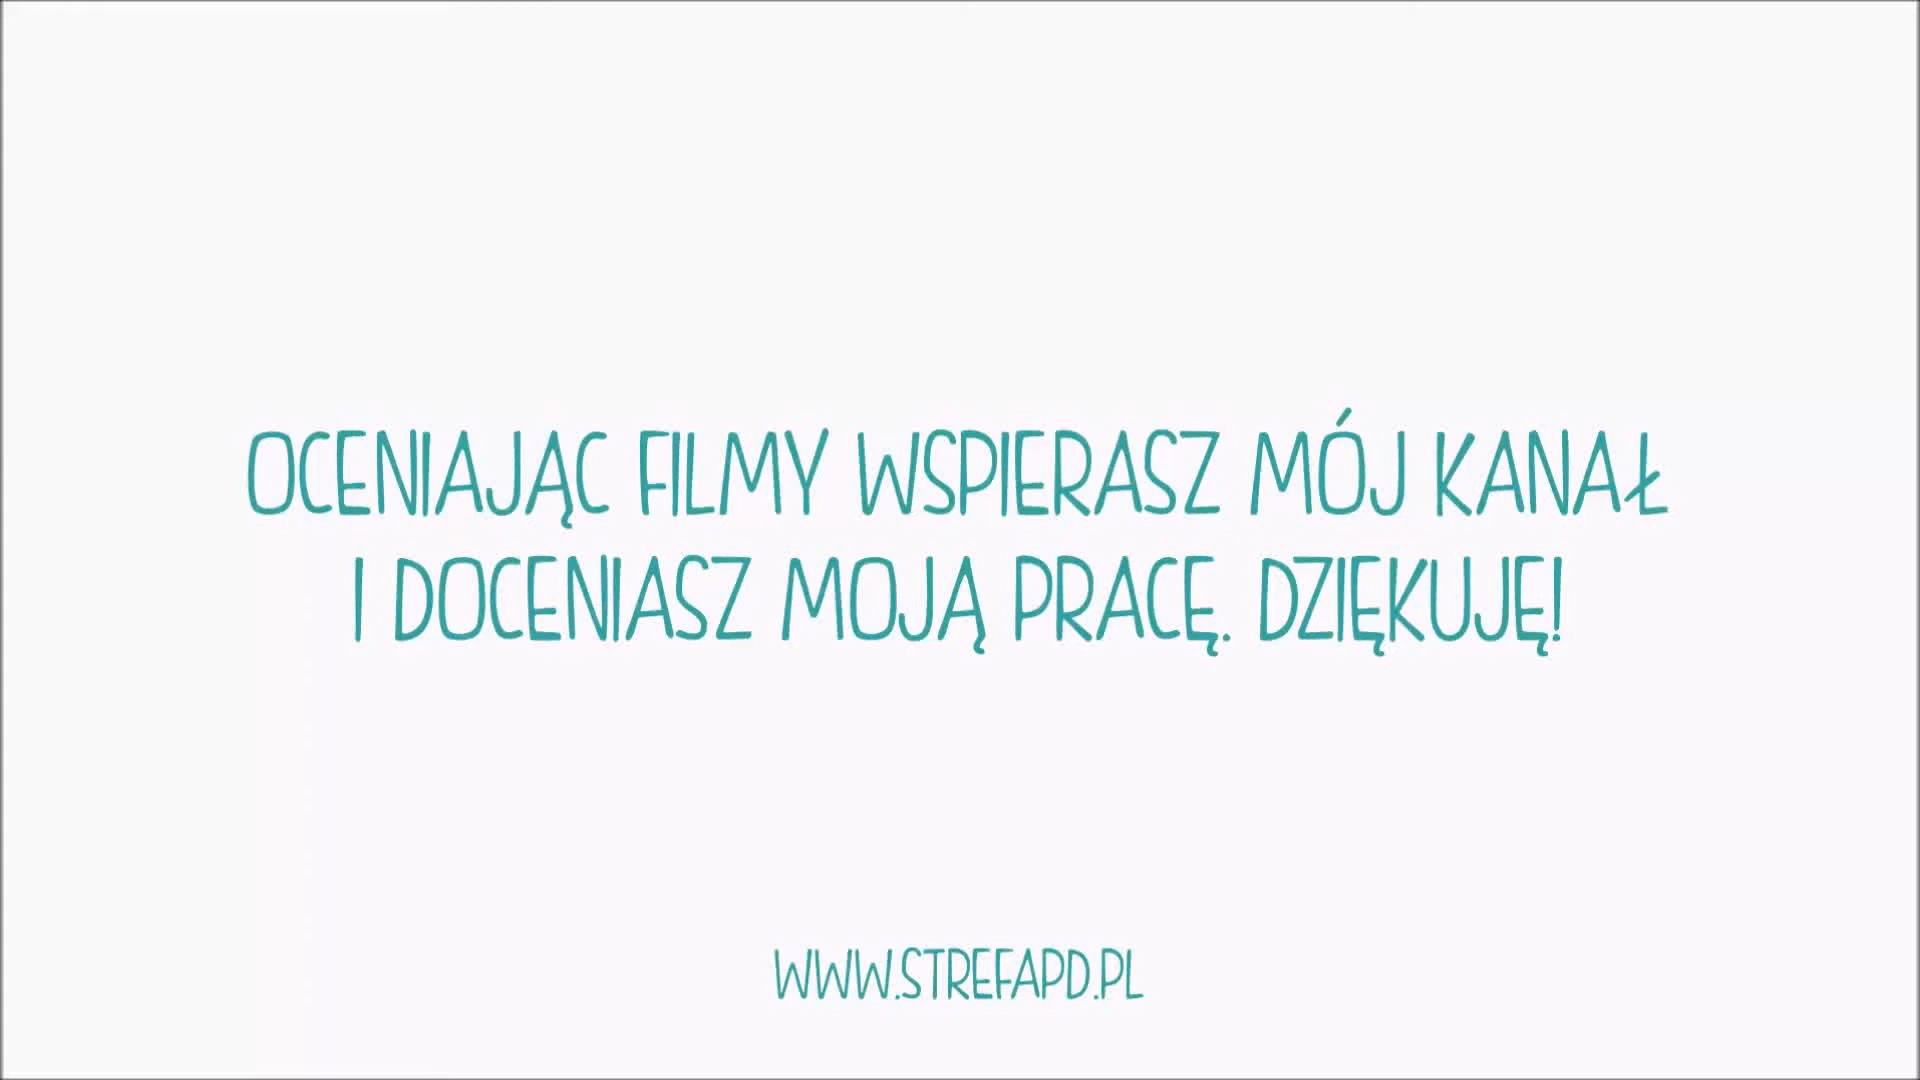 OCENIAJĄC FILMY WSPIERASZ MÓJ KANAŁ
I DOCENIASZ MOJĄ PRACĘ. DZIĘKUJĘ!
WWW.STREFAPD.PL